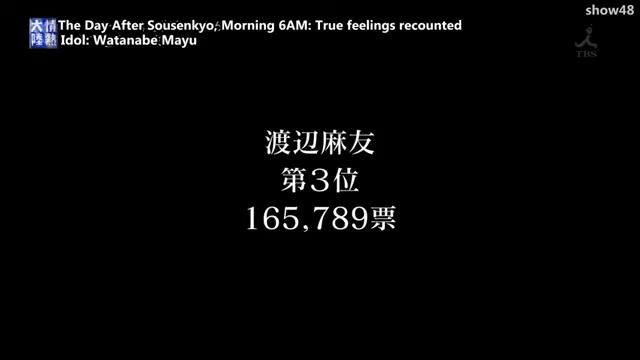 show48
情熱
大陸
The Day After Sousenkyo, Morning 6AM: True feelings recounted
Idol: Watanabe Mayu
TBS
渡辺麻友
第3位
165,789票